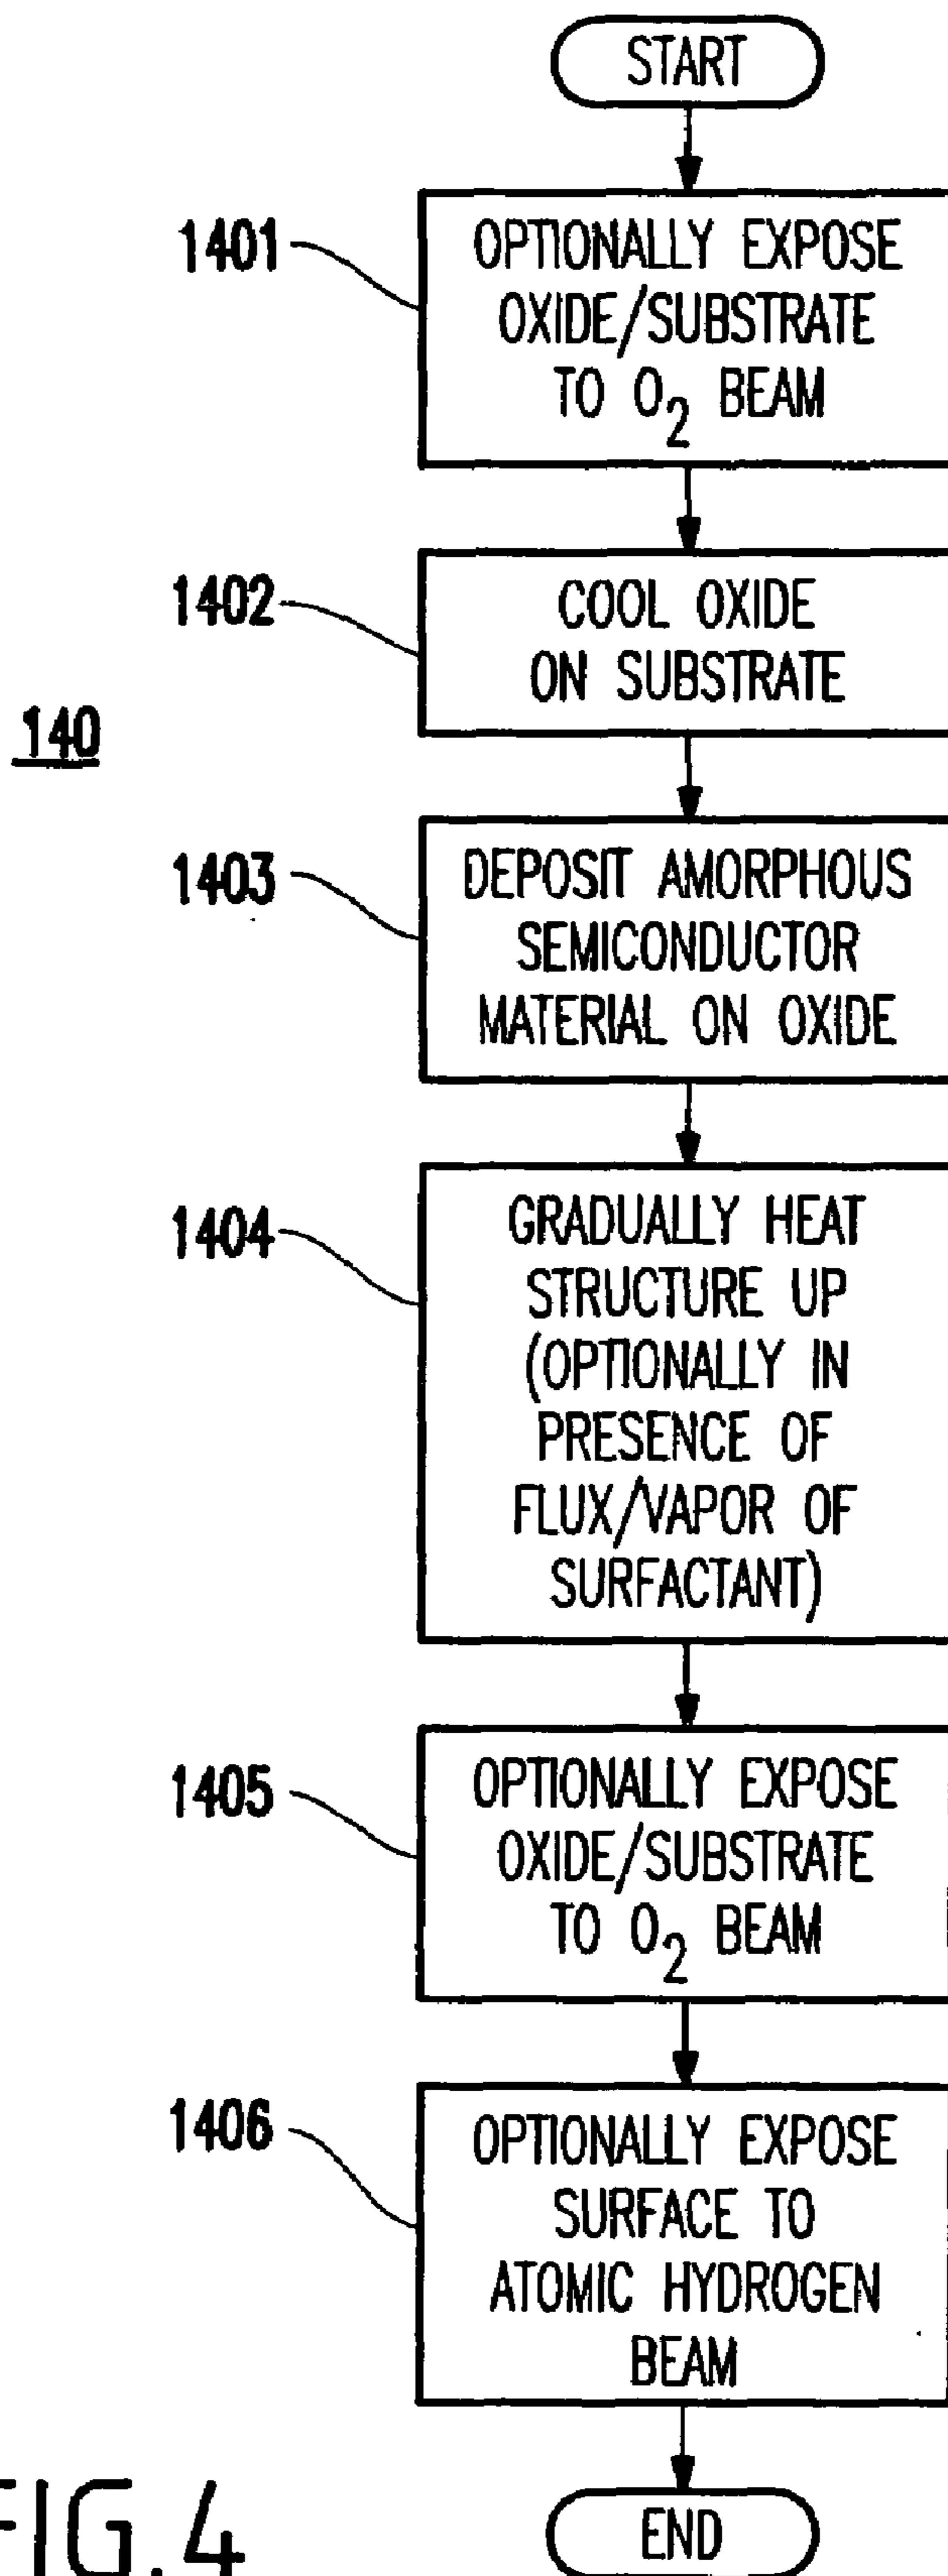 START
1401
OPTIONALLY EXPOSE
OXIDE/SUBSTRATE
TO O2 BEAM
1402
COOL OXIDE
ON SUBSTRATE
140
1403
DEPOSIT AMORPHOUS
SEMICONDUCTOR
MATERIAL ON OXIDE
1404
GRADUALLY HEAT
STRUCTURE UP
(OPTIONALLY IN
PRESENCE OF
FLUX/VAPOR OF
SURFACTANT)
1405
OPTIONALLY EXPOSE
OXIDE/SUBSTRATE
TO O2 BEAM
1406
OPTIONALLY EXPOSE
SURFACE TO
ATOMIC HYDROGEN
BEAM
END
FIG.4